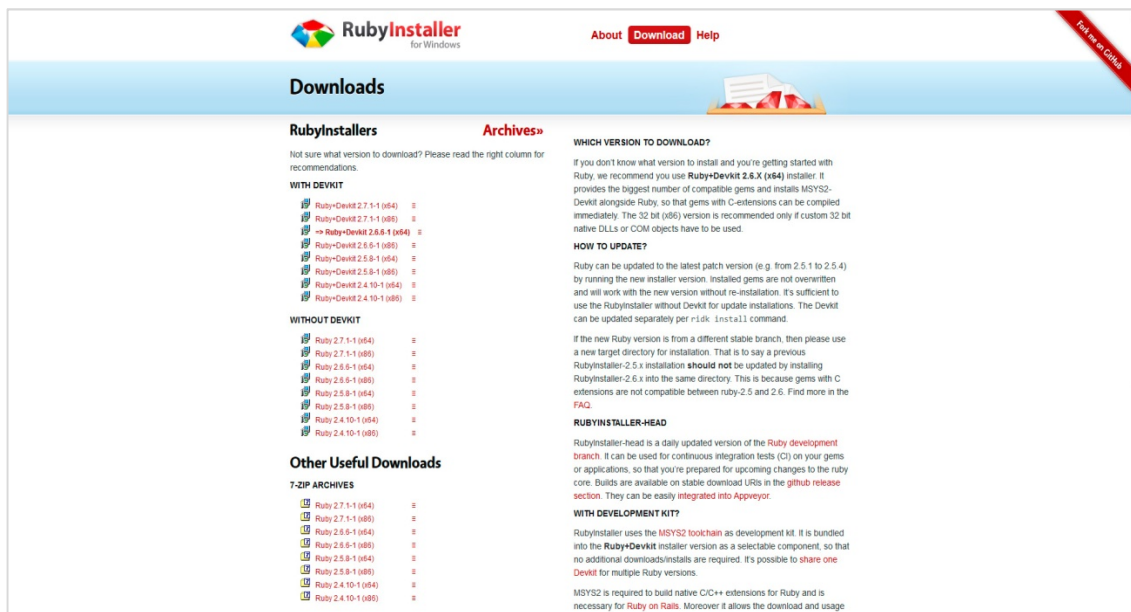 RubyInstaller
for Windows
About Download Help
Fork me on GitHub
Downloads
RubyInstallers Archives»
Not sure what version to download? Please read the right column for
recommendations.
WITH DEVKIT
Ruby+Devkit 2.7.1-1 (x64)
Ruby+Devkit 2.7.1-1 (x86)
=> Ruby+Devkit 2.6.6-1 (x64)
Ruby+Devkit 2.6.6-1 (x86)
Ruby+Devkit 2.5.8-1 (x64)
Ruby+Devkit 2.5.8-1 (x86)
Ruby+Devkit 2.4.10-1 (x64)
Ruby+Devkit 2.4.10-1 (x86)
WITHOUT DEVKIT
Ruby 2.7.1-1 (x64)
Ruby 2.7.1-1 (x86)
Ruby 2.6.6-1 (x64)
Ruby 2.6.6-1 (x86)
Ruby 2.5.8-1 (x64)
Ruby 2.5.8-1 (x86)
Ruby 2.4.10-1 (x64)
Ruby 2.4.10-1 (x86)
Other Useful Downloads
7-ZIP ARCHIVES
Ruby 2.7.1-1 (x64)
Ruby 2.7.1-1 (x86)
Ruby 2.6.6-1 (x64)
Ruby 2.6.6-1 (x86)
Ruby 2.5.8-1 (x64)
Ruby 2.5.8-1 (x86)
Ruby 2.4.10-1 (x64)
Ruby 2.4.10-1 (x86)
WHICH VERSION TO DOWNLOAD?
If you don't know what version to install and you're getting started with
Ruby, we recommend you use Ruby+Devkit 2.6.X (x64) installer. It
provides the biggest number of compatible gems and installs MSYS2-
Devkit alongside Ruby, so that gems with C-extensions can be compiled
immediately. The 32 bit (x86) version is recommended only if custom 32 bit
native DLLs or COM objects have to be used.
HOW TO UPDATE?
Ruby can be updated to the latest patch version (e.g. from 2.5.1 to 2.5.4)
by running the new installer version. Installed gems are not overwritten
and will work with the new version without re-installation. It's sufficient to
use the RubyInstaller without Devkit for update installations. The Devkit
can be updated separately per ridk install command.
If the new Ruby version is from a different stable branch, then please use
a new target directory for installation. That is to say a previous
RubyInstaller-2.5.x installation should not be updated by installing
RubyInstaller-2.6.x into the same directory. This is because gems with C
extensions are not compatible between ruby-2.5 and 2.6. Find more in the
FAQ.
RUBYINSTALLER-HEAD
RubyInstaller-head is a daily updated version of the Ruby development
branch. It can be used for continuous integration tests (CI) on your gems
or applications, so that you're prepared for upcoming changes to the ruby
core. Builds are available on stable download URIs in the github release
section. They can be easily integrated into Appveyor.
WITH DEVELOPMENT KIT?
RubyInstaller uses the MSYS2 toolchain as development kit. It is bundled
into the Ruby+Devkit installer version as a selectable component, so that
no additional downloads/installs are required. It's possible to share one
Devkit for multiple Ruby versions.
MSYS2 is required to build native C/C++ extensions for Ruby and is
necessary for Ruby on Rails. Moreover it allows the download and usage